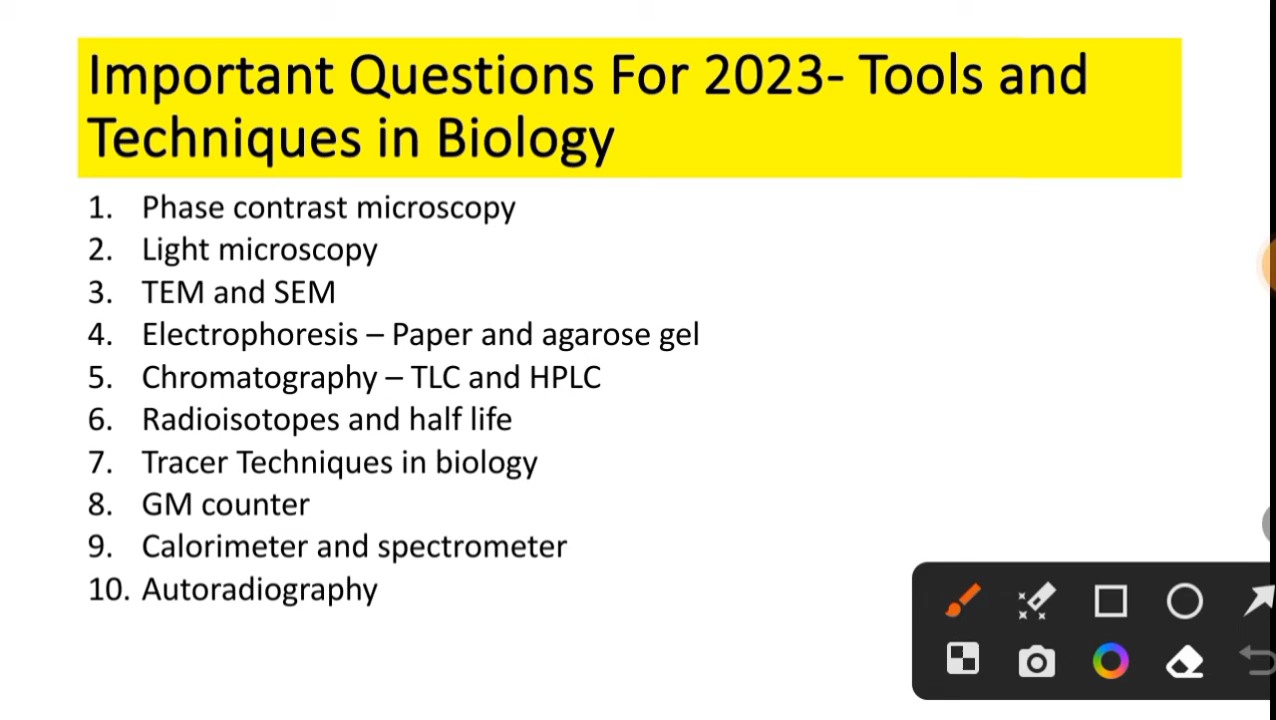 Important Questions For 2023- Tools and
Techniques in Biology
1. Phase contrast microscopy
2. Light microscopy
3. TEM and SEM
4. Electrophoresis – Paper and agarose gel
5. Chromatography – TLC and HPLC
6. Radioisotopes and half life
7. Tracer Techniques in biology
8. GM counter
9. Calorimeter and spectrometer
10. Autoradiography